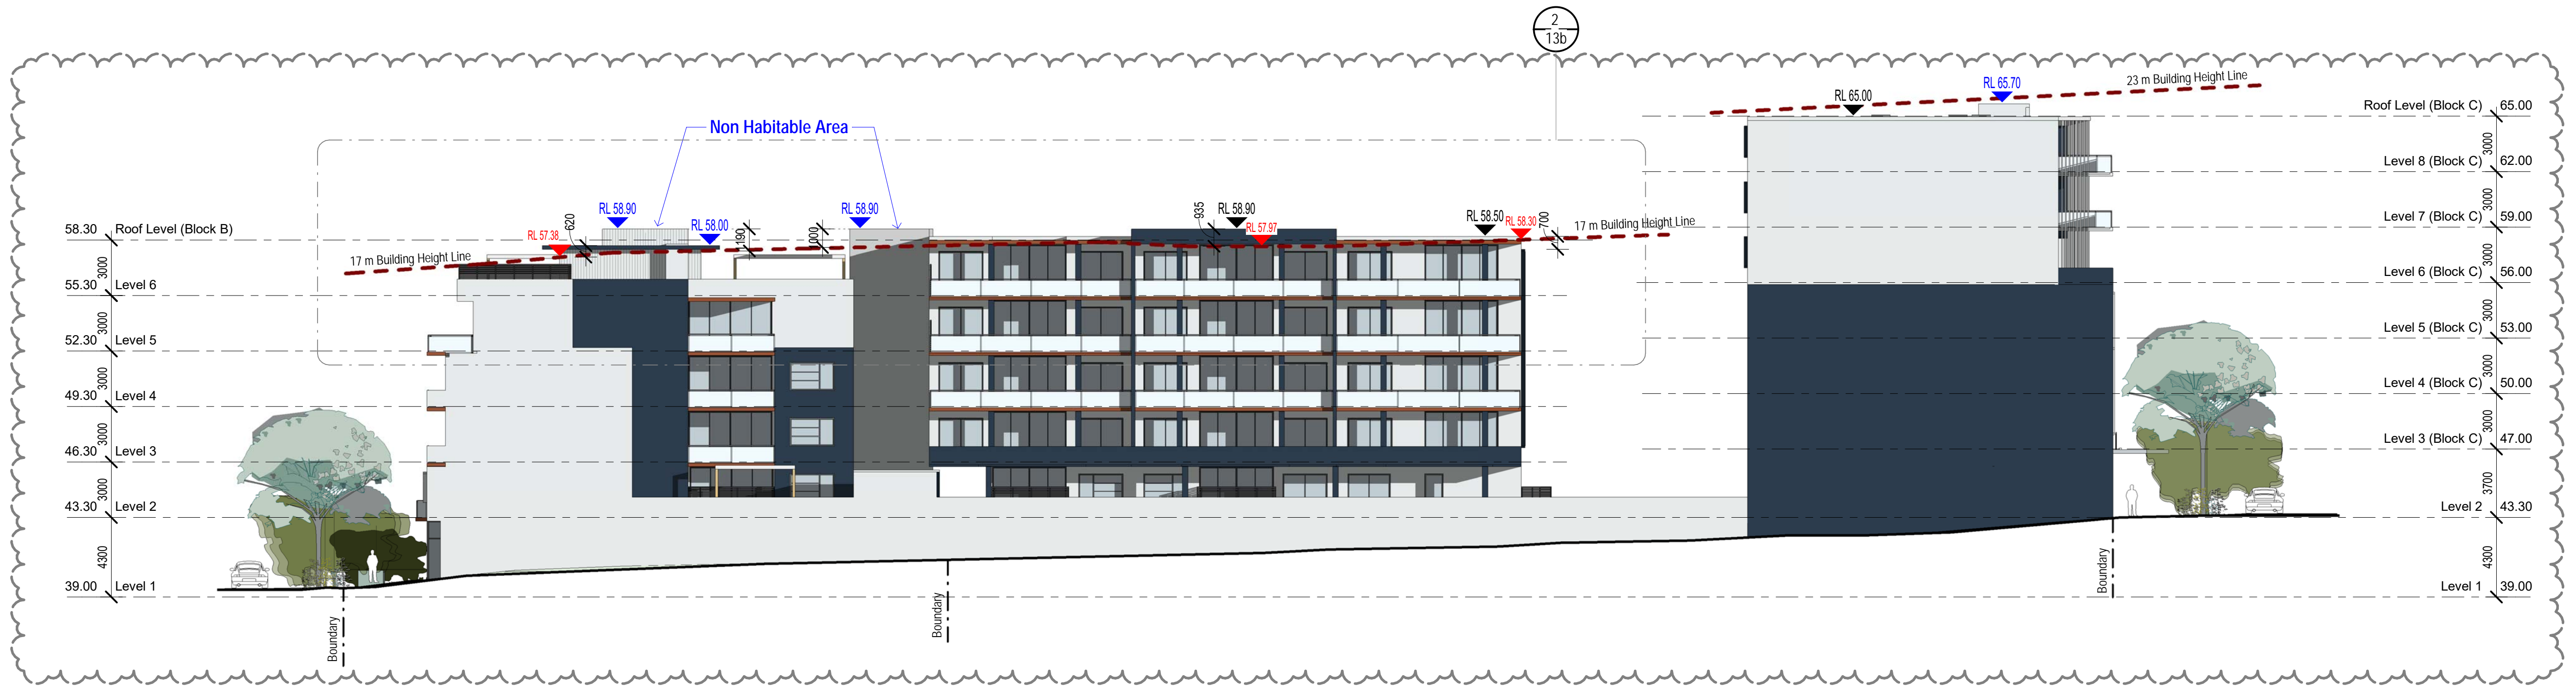 2
13b
23 m Building Height Line
RL 65.70
RL 65.00
Roof Level (Block C) 65.00
3000
Level 8 (Block C) 62.00
3000
Level 7 (Block C) 59.00
3000
Level 6 (Block C) 56.00
3000
Level 5 (Block C) 53.00
3000
Level 4 (Block C) 50.00
3000
Level 3 (Block C) 47.00
3700
Level 2 43.30
4300
Level 1 39.00
Non Habitable Area
RL 58.90
RL 58.00
620
RL 57.38
1190
1000
RL 58.90
935
RL 58.90
RL 57.97
RL 58.50
RL 58.30
700
17 m Building Height Line
17 m Building Height Line
58.30 Roof Level (Block B)
3000
55.30 Level 6
3000
52.30 Level 5
3000
49.30 Level 4
3000
46.30 Level 3
3000
43.30 Level 2
4300
39.00 Level 1
Boundary
Boundary
Boundary